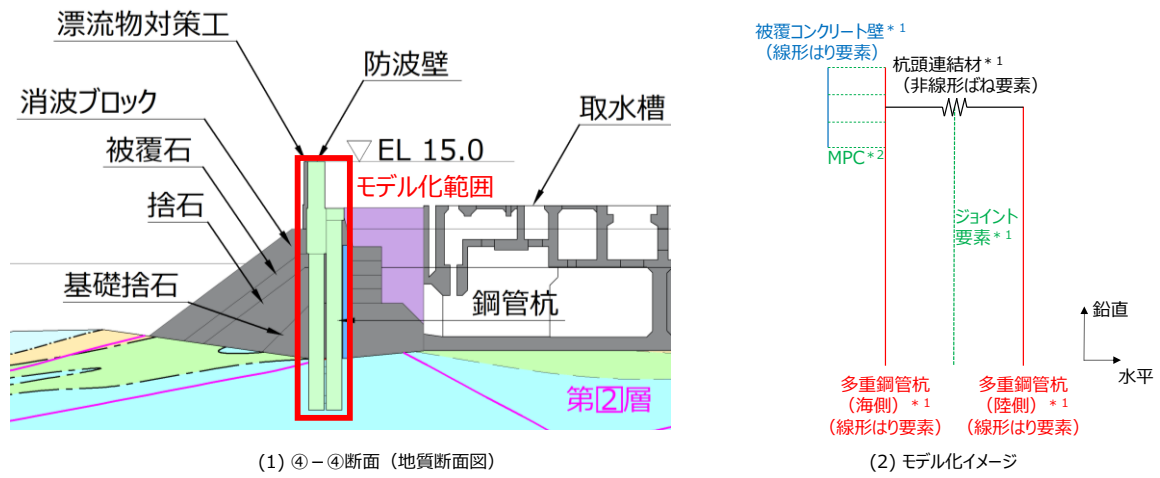 漂流物対策工
防波壁
消波ブロック
取水槽
被覆石
▽ EL 15.0
モデル化範囲
捨石
基礎捨石
鋼管杭
第2層
(1) ④－④断面（地質断面図）
被覆コンクリート壁＊1
（線形はり要素）
杭頭連結材＊1
（非線形ばね要素）
MPC＊2
ジョイント
要素＊1
鉛直
水平
多重鋼管杭
（海側）＊1
（線形はり要素）
多重鋼管杭
（陸側）＊1
（線形はり要素）
(2) モデル化イメージ